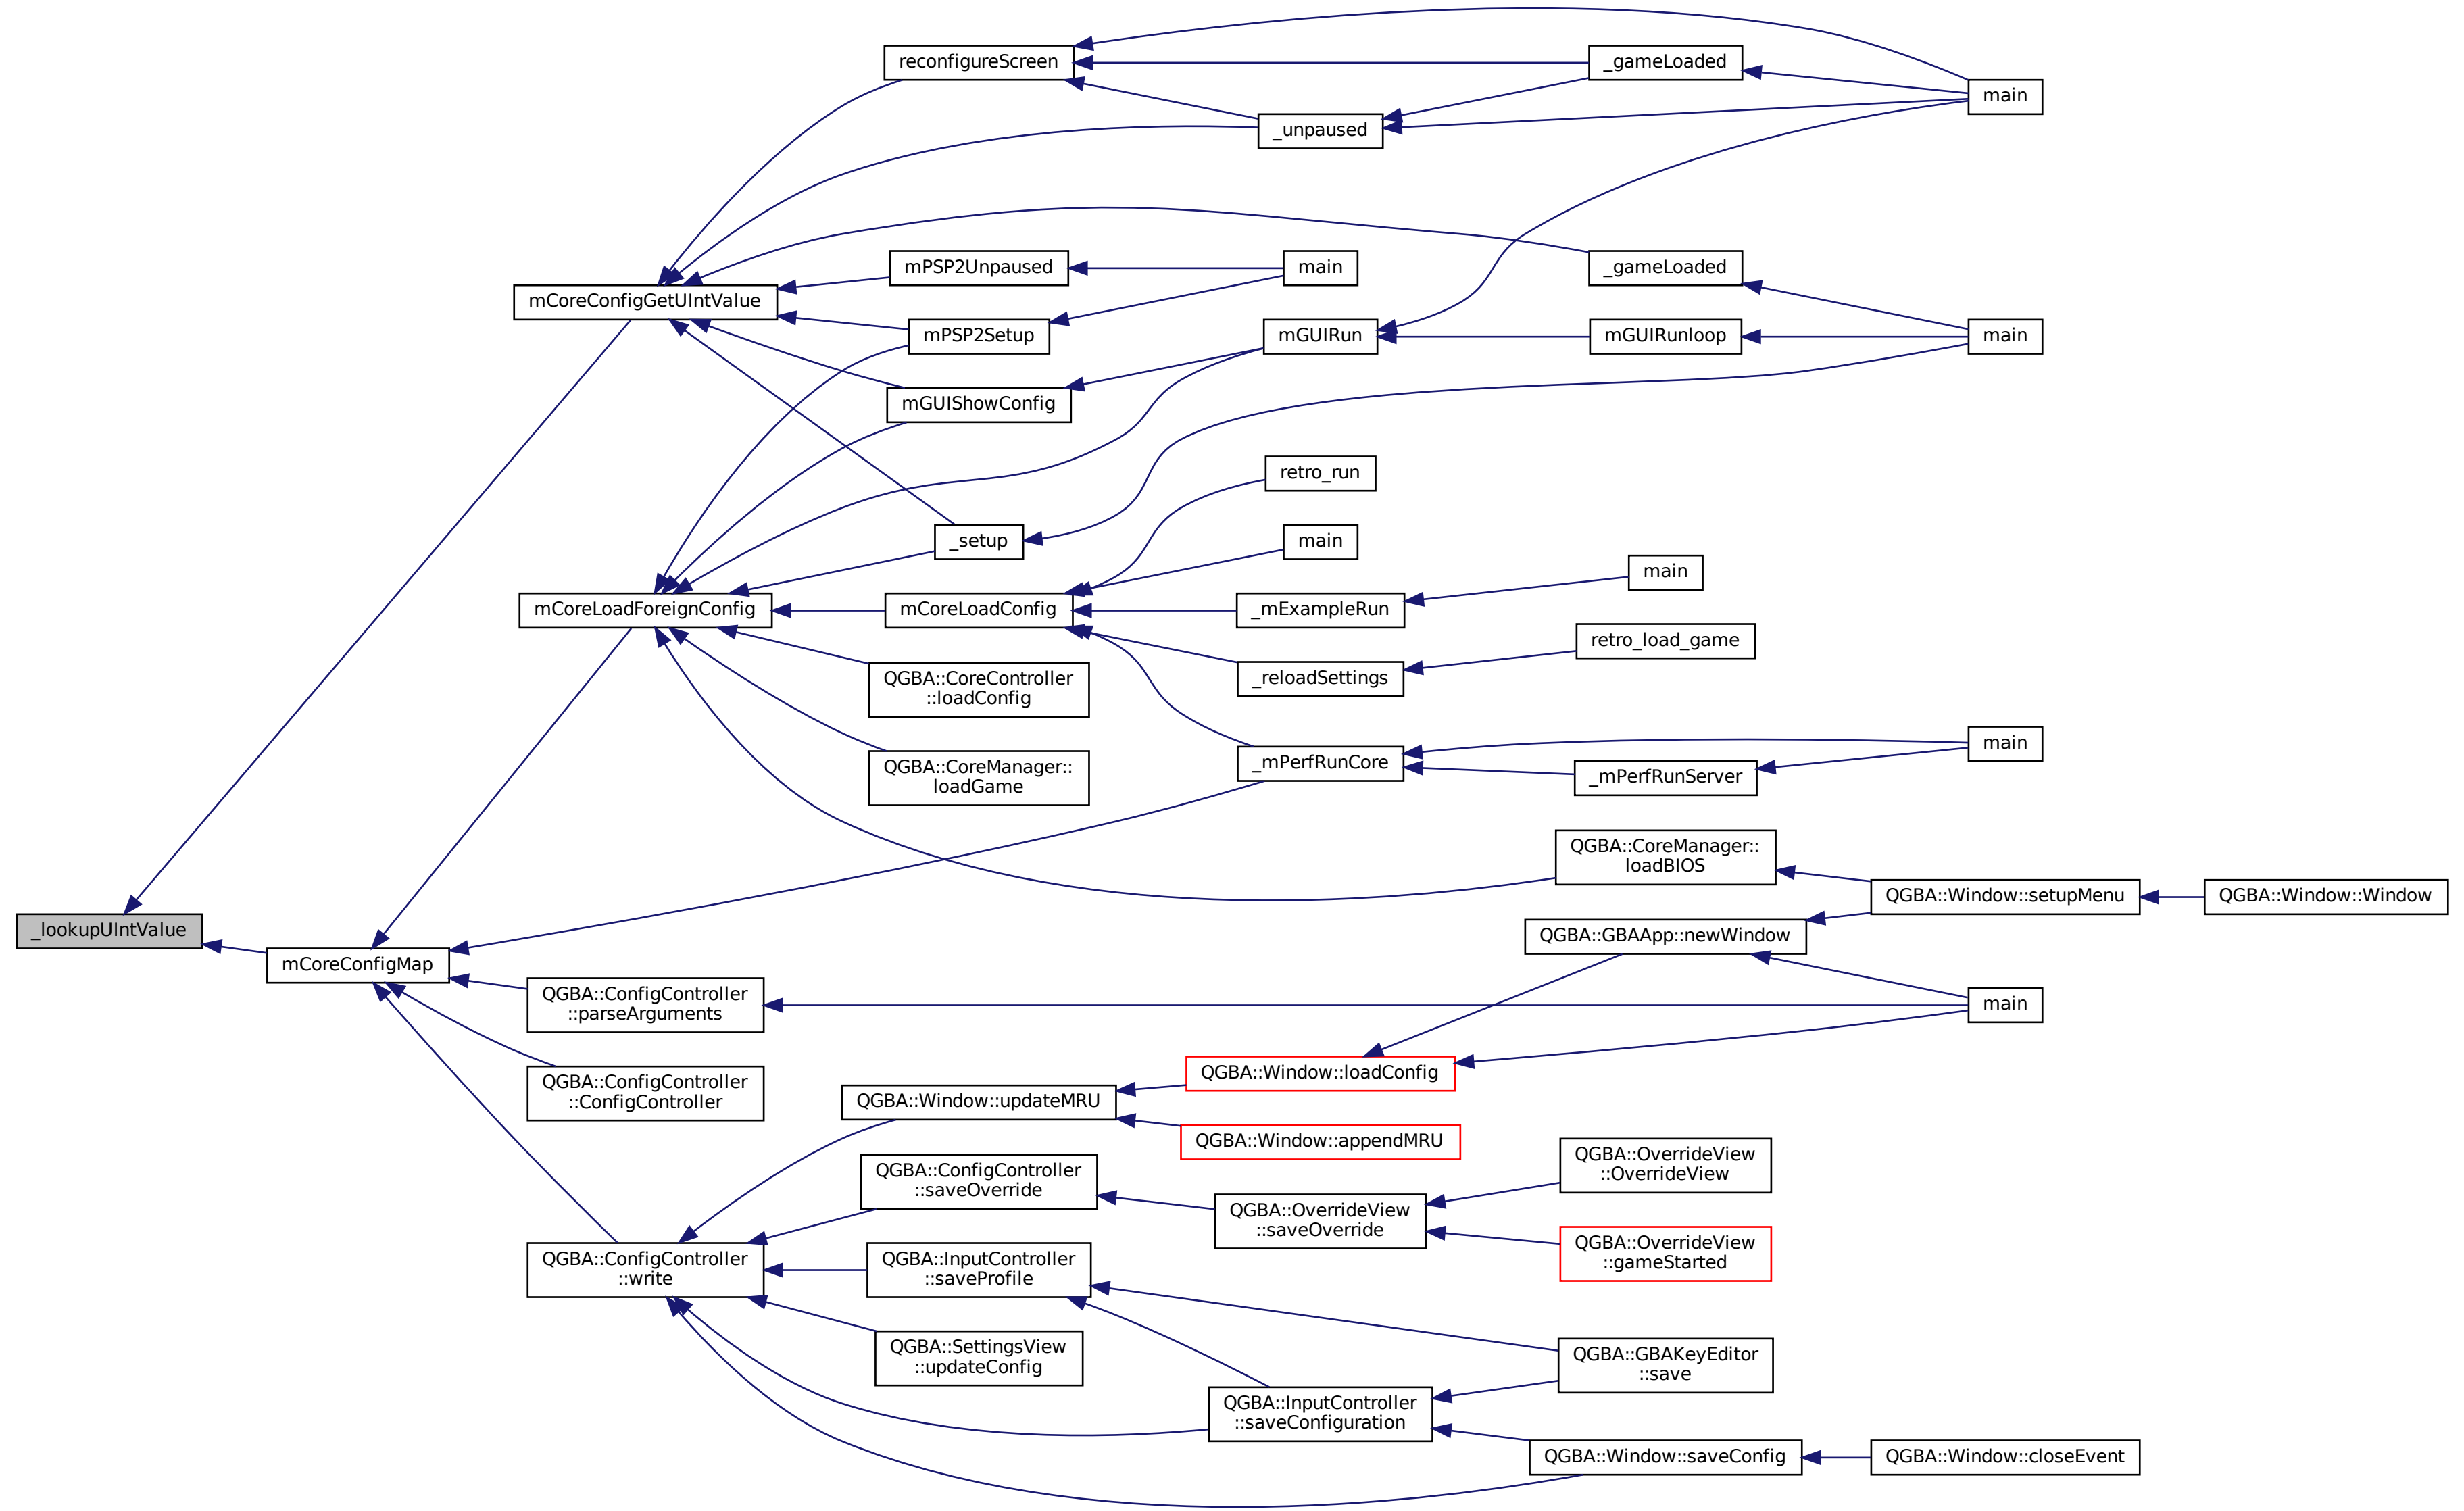 reconfigureScreen
_gameLoaded
main
_unpaused
mPSP2Unpaused
main
_gameLoaded
mCoreConfigGetUIntValue
mPSP2Setup
mGUIRun
mGUIRunloop
main
mGUIShowConfig
retro_run
_setup
main
main
mCoreLoadForeignConfig
mCoreLoadConfig
_mExampleRun
retro_load_game
QGBA::CoreController
::loadConfig
_reloadSettings
main
QGBA::CoreManager::
loadGame
_mPerfRunCore
_mPerfRunServer
QGBA::CoreManager::
loadBIOS
QGBA::Window::setupMenu
QGBA::Window::Window
_lookupUIntValue
QGBA::GBAApp::newWindow
mCoreConfigMap
QGBA::ConfigController
::parseArguments
main
QGBA::Window::loadConfig
QGBA::ConfigController
::ConfigController
QGBA::Window::updateMRU
QGBA::Window::appendMRU
QGBA::OverrideView
::OverrideView
QGBA::ConfigController
::saveOverride
QGBA::OverrideView
::saveOverride
QGBA::OverrideView
::gameStarted
QGBA::ConfigController
::write
QGBA::InputController
::saveProfile
QGBA::SettingsView
::updateConfig
QGBA::GBAKeyEditor
::save
QGBA::InputController
::saveConfiguration
QGBA::Window::saveConfig
QGBA::Window::closeEvent